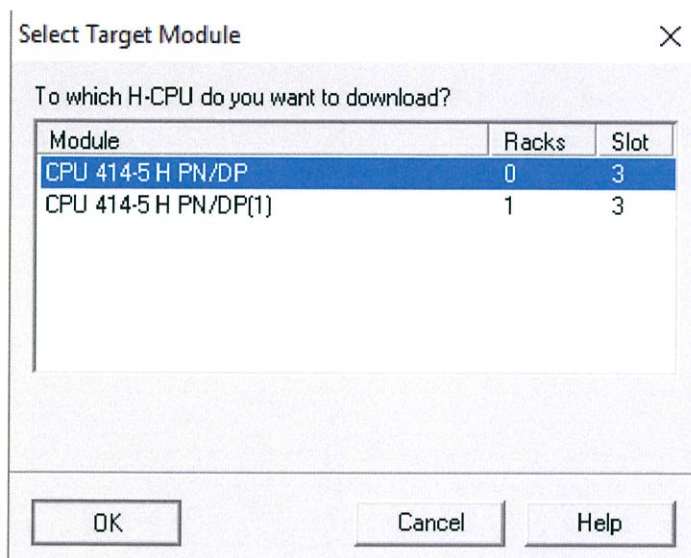 Select Target Module
To which H-CPU do you want to download?
Module Racks Slot
CPU 414-5 H PN/DP 0 3
CPU 414-5 H PN/DP(1) 1 3
OK Cancel Help